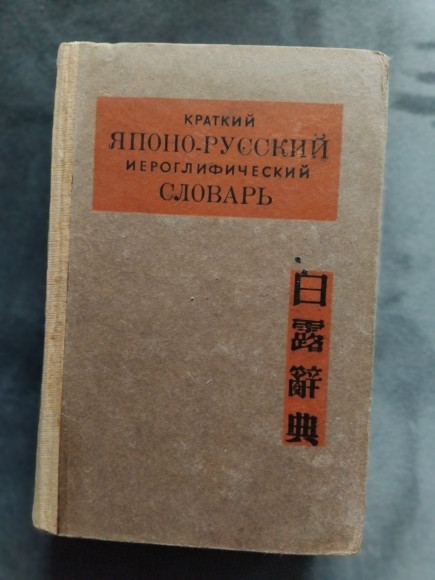 КРАТКИЙ
ЯПОНО-РУССКИЙ
ИЕРОГЛИФИЧЕСКИЙ
СЛОВАРЬ
日露辭典